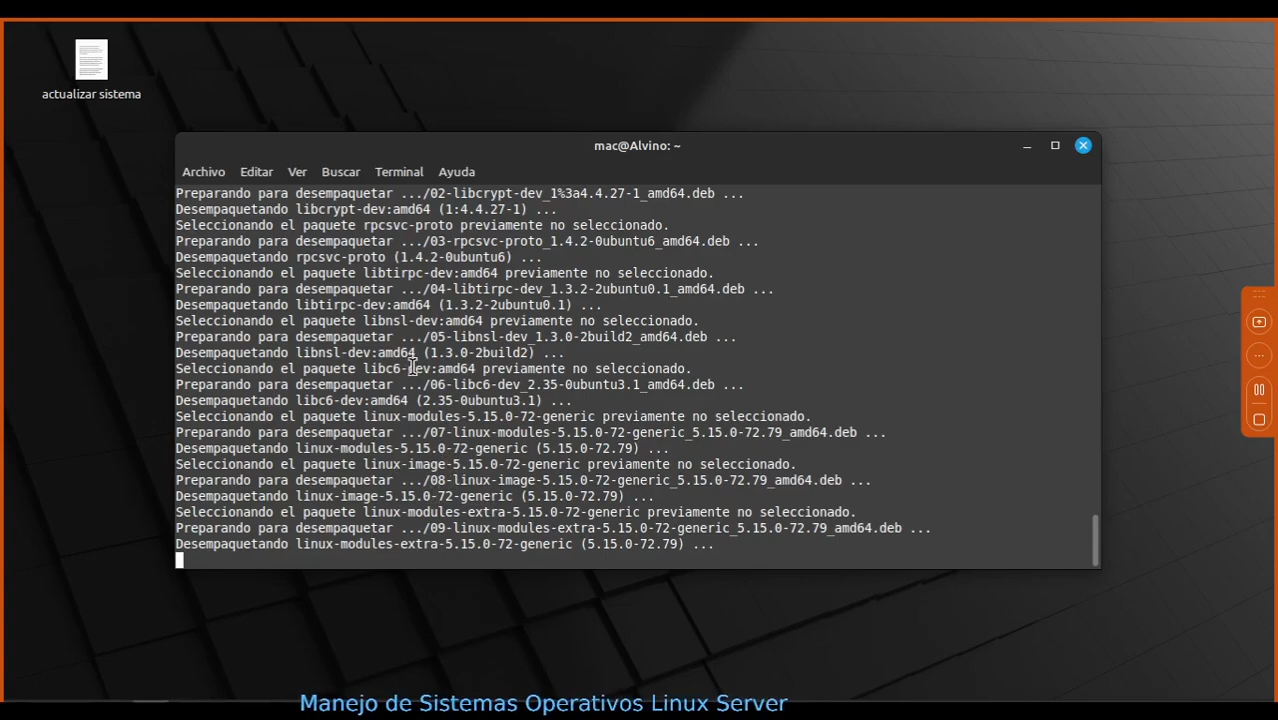 actualizar sistema
mac@Alvino: ~
Archivo Editar Ver Buscar Terminal Ayuda
Preparando para desempaquetar .../02-libcrypt-dev_1%3a4.4.27-1_amd64.deb ...
Desempaquetando libcrypt-dev:amd64 (1:4.4.27-1) ...
Seleccionando el paquete rpcsvc-proto previamente no seleccionado.
Preparando para desempaquetar .../03-rpcsvc-proto_1.4.2-0ubuntu6_amd64.deb ...
Desempaquetando rpcsvc-proto (1.4.2-0ubuntu6) ...
Seleccionando el paquete libtirpc-dev:amd64 previamente no seleccionado.
Preparando para desempaquetar .../04-libtirpc-dev_1.3.2-2ubuntu0.1_amd64.deb ...
Desempaquetando libtirpc-dev:amd64 (1.3.2-2ubuntu0.1) ...
Seleccionando el paquete libnsl-dev:amd64 previamente no seleccionado.
Preparando para desempaquetar .../05-libnsl-dev_1.3.0-2build2_amd64.deb ...
Desempaquetando libnsl-dev:amd64 (1.3.0-2build2) ...
Seleccionando el paquete libc6-dev:amd64 previamente no seleccionado.
Preparando para desempaquetar .../06-libc6-dev_2.35-0ubuntu3.1_amd64.deb ...
Desempaquetando libc6-dev:amd64 (2.35-0ubuntu3.1) ...
Seleccionando el paquete linux-modules-5.15.0-72-generic previamente no seleccionado.
Preparando para desempaquetar .../07-linux-modules-5.15.0-72-generic_5.15.0-72.79_amd64.deb ...
Desempaquetando linux-modules-5.15.0-72-generic (5.15.0-72.79) ...
Seleccionando el paquete linux-image-5.15.0-72-generic previamente no seleccionado.
Preparando para desempaquetar .../08-linux-image-5.15.0-72-generic_5.15.0-72.79_amd64.deb ...
Desempaquetando linux-image-5.15.0-72-generic (5.15.0-72.79) ...
Seleccionando el paquete linux-modules-extra-5.15.0-72-generic previamente no seleccionado.
Preparando para desempaquetar .../09-linux-modules-extra-5.15.0-72-generic_5.15.0-72.79_amd64.deb ...
Desempaquetando linux-modules-extra-5.15.0-72-generic (5.15.0-72.79) ...
Manejo de Sistemas Operativos Linux Server